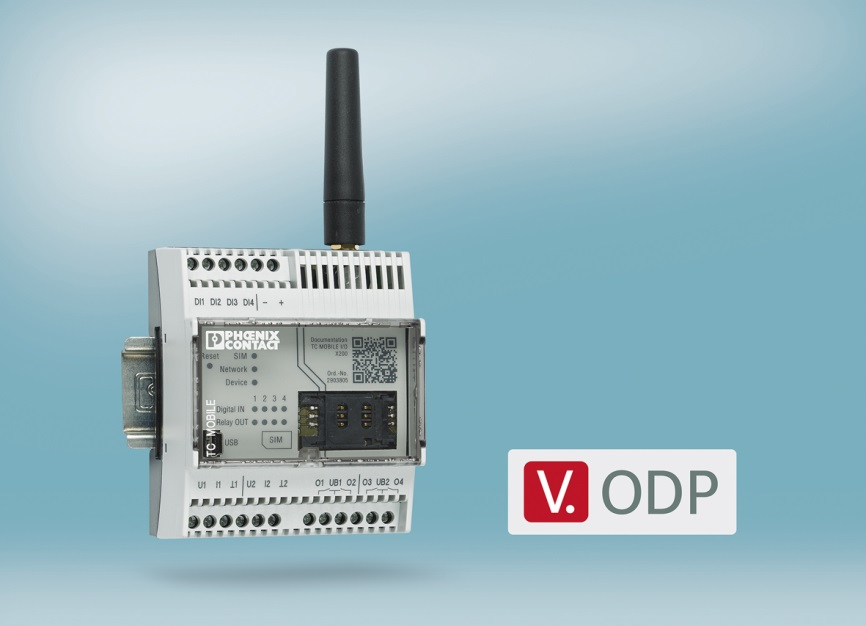 DI1 DI2 DI3 DI4 − +
PHŒNIX
CONTACT
Documentation
TC MOBILE I/O
X200
Ord.-No.
2903805
Reset
SIM
Network
Device
1 2 3 4
Digital IN
Relay OUT
TC MOBILE
USB
SIM
U1 I1 ⊥1 U2 I2 ⊥2
O1 UB1 O2 O3 UB2 O4
V. ODP